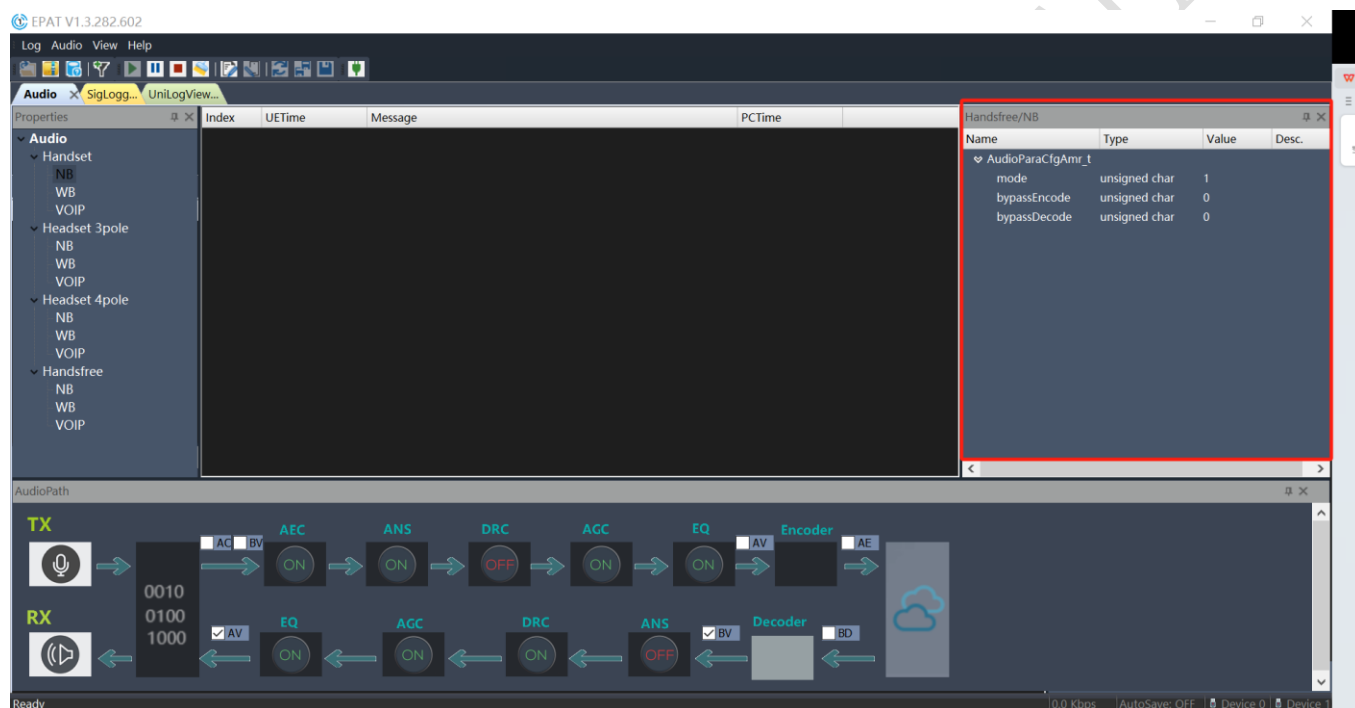 EPAT V1.3.282.602
Log Audio View Help
Audio SigLogg... UniLogView...
Properties
Index UETime Message PCTime
Handsfree/NB
Name Type Value Desc.
Audio
Handset
NB
WB
VOIP
Headset 3pole
NB
WB
VOIP
Headset 4pole
NB
WB
VOIP
Handsfree
NB
WB
VOIP
AudioParaCfgAmr_t
mode unsigned char 1
bypassEncode unsigned char 0
bypassDecode unsigned char 0
AudioPath
TX
AC BV AEC ANS DRC AGC EQ AV Encoder AE
ON ON OFF ON ON
0010
0100
1000
RX
AV EQ AGC DRC ANS BV Decoder BD
ON ON ON OFF
Ready
0.0 Kbps AutoSave: OFF Device 0 Device 1